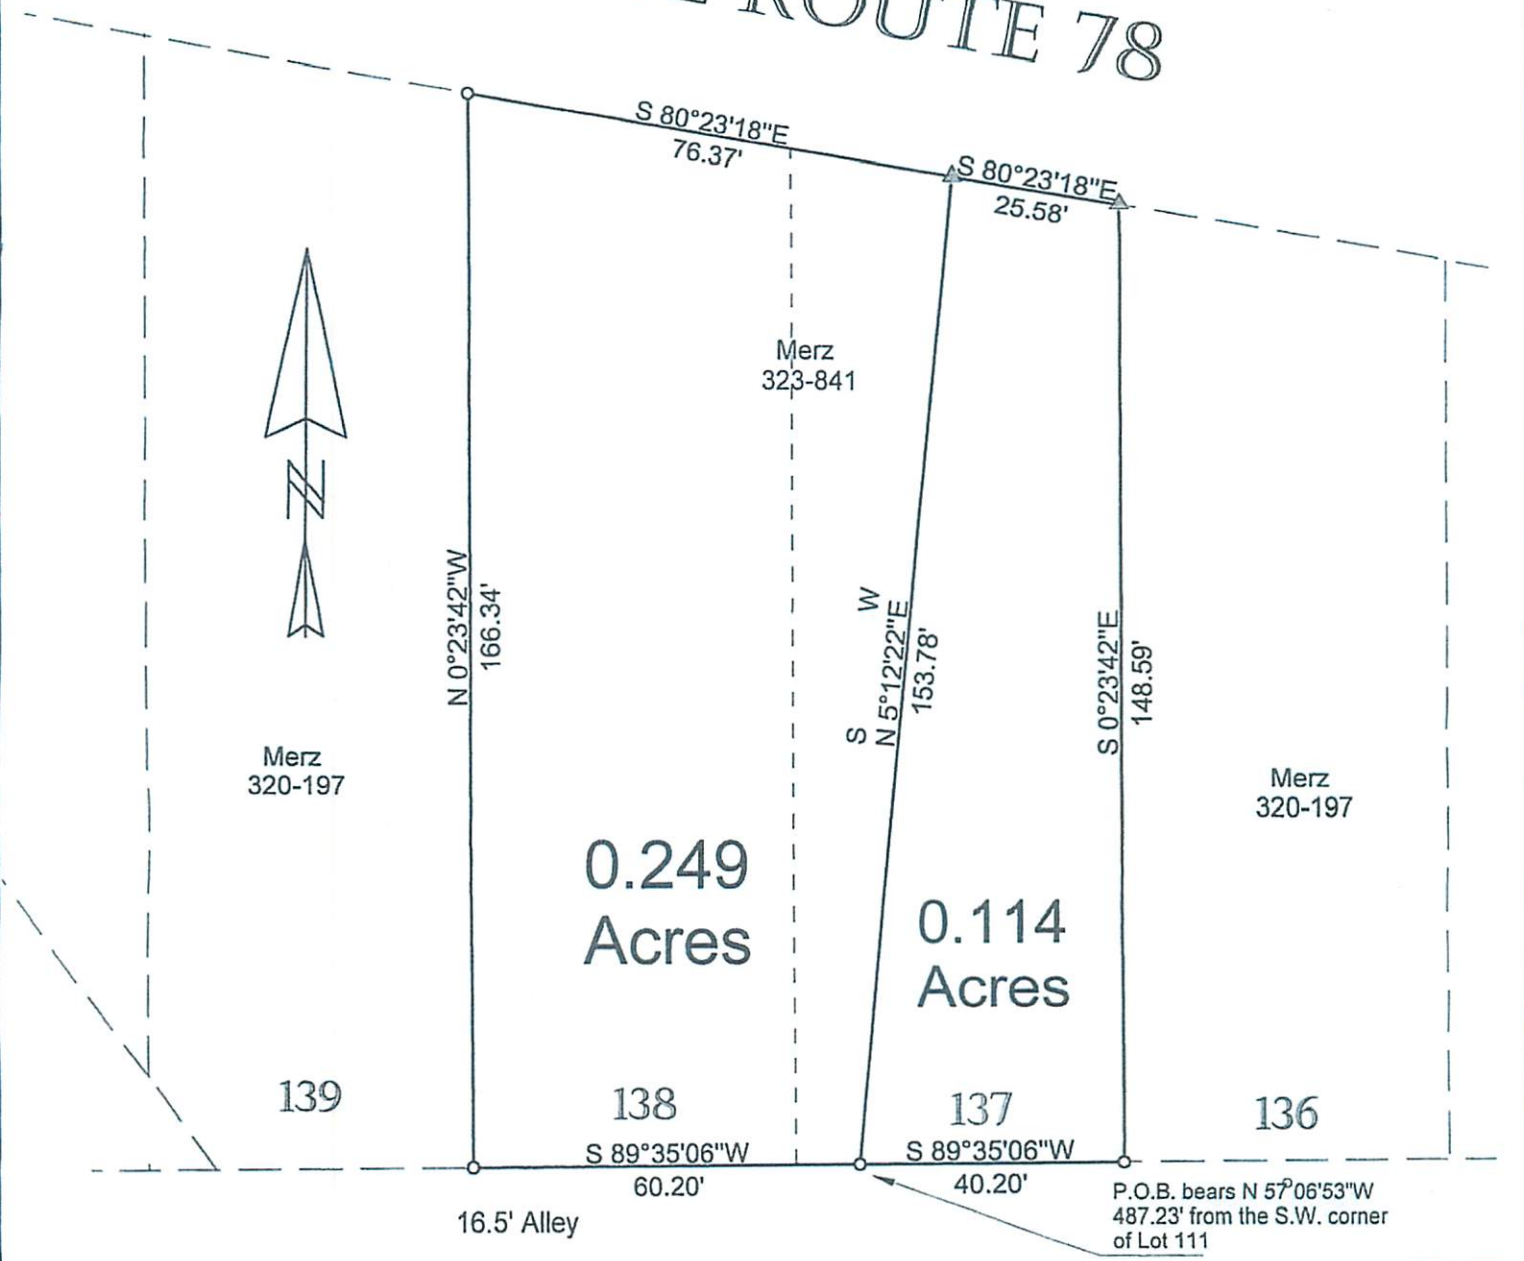 ROUTE 78
S 80°23'18"E
76.37'
S 80°23'18"E
25.58'
Merz
323-841
N
N 0°23'42"W
166.34'
S W
N 5°12'22"E
153.78'
S 0°23'42"E
148.59'
Merz
320-197
Merz
320-197
0.249
Acres
0.114
Acres
139
138
137
136
S 89°35'06"W
60.20'
S 89°35'06"W
40.20'
16.5' Alley
P.O.B. bears N 57°06'53"W
487.23' from the S.W. corner
of Lot 111